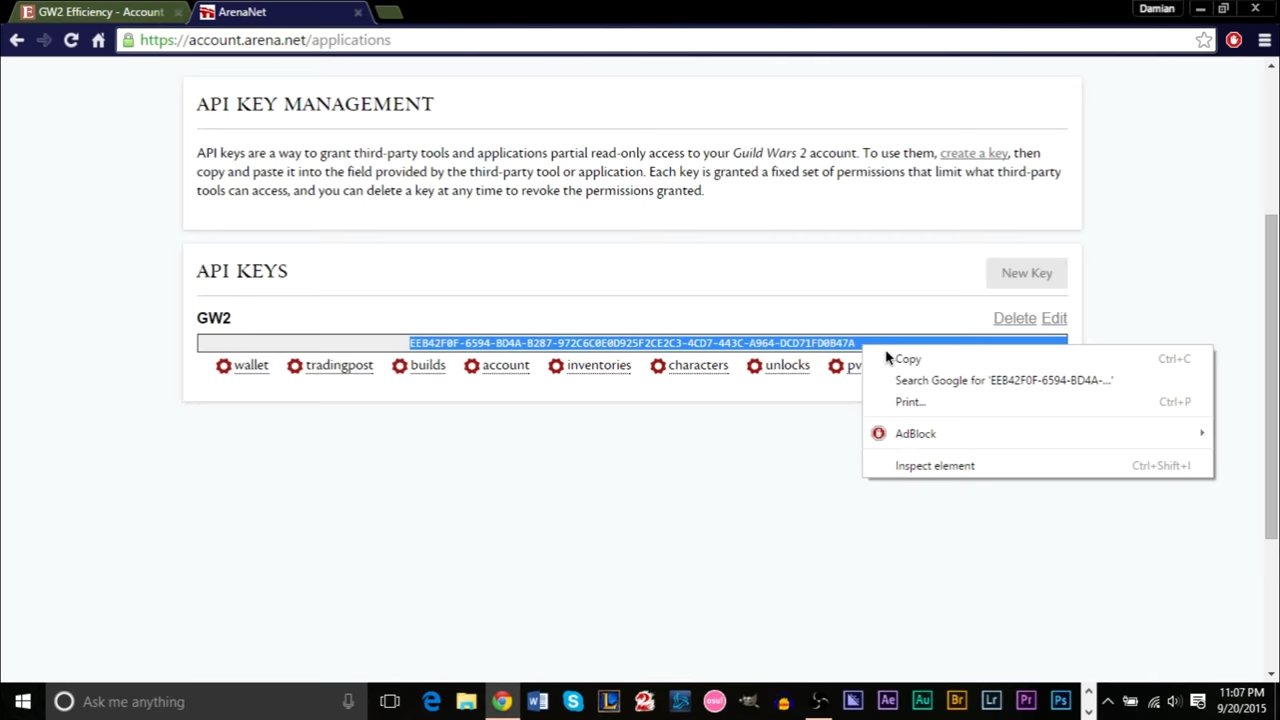 GW2 Efficiency - Account
ArenaNet
Damian
https://account.arena.net/applications
API KEY MANAGEMENT
API keys are a way to grant third-party tools and applications partial read-only access to your Guild Wars 2 account. To use them, create a key, then
copy and paste it into the field provided by the third-party tool or application. Each key is granted a fixed set of permissions that limit what third-party
tools can access, and you can delete a key at any time to revoke the permissions granted.
API KEYS
New Key
GW2
Delete Edit
EEB42F0F-6594-BD4A-B287-972C6C0E0D925F2CE2C3-4CD7-443C-A964-DCD71FD0B47A
wallet tradingpost builds account inventories characters unlocks pv
Copy Ctrl+C
Search Google for 'EEB42F0F-6594-BD4A-...'
Print... Ctrl+P
AdBlock
Inspect element Ctrl+Shift+I
Ask me anything
11:07 PM
9/20/2015